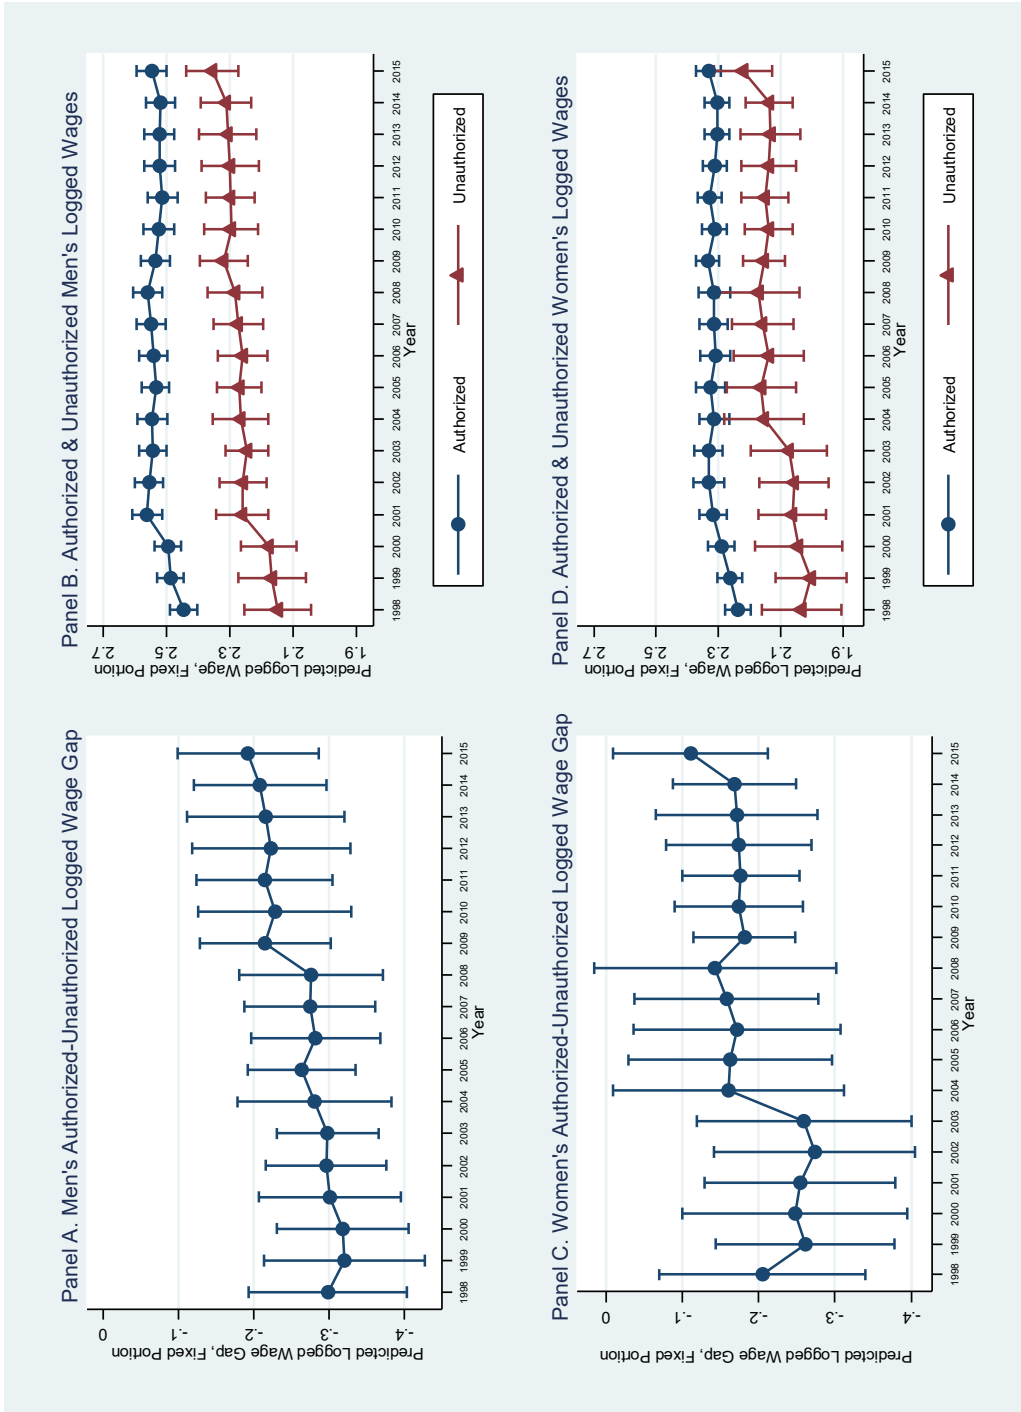 Panel A. Men's Authorized-Unauthorized Logged Wage Gap
Predicted Logged Wage Gap, Fixed Portion
0
-.1
-.2
-.3
-.4
1998 1999 2000 2001 2002 2003 2004 2005 2006 2007 2008 2009 2010 2011 2012 2013 2014 2015
Year
Panel B. Authorized & Unauthorized Men's Logged Wages
Predicted Logged Wage, Fixed Portion
2.7
2.5
2.3
2.1
1.9
1998 1999 2000 2001 2002 2003 2004 2005 2006 2007 2008 2009 2010 2011 2012 2013 2014 2015
Year
Authorized Unauthorized
Panel C. Women's Authorized-Unauthorized Logged Wage Gap
Predicted Logged Wage Gap, Fixed Portion
0
-.1
-.2
-.3
-.4
1998 1999 2000 2001 2002 2003 2004 2005 2006 2007 2008 2009 2010 2011 2012 2013 2014 2015
Year
Panel D. Authorized & Unauthorized Women's Logged Wages
Predicted Logged Wage, Fixed Portion
2.7
2.5
2.3
2.1
1.9
1998 1999 2000 2001 2002 2003 2004 2005 2006 2007 2008 2009 2010 2011 2012 2013 2014 2015
Year
Authorized Unauthorized